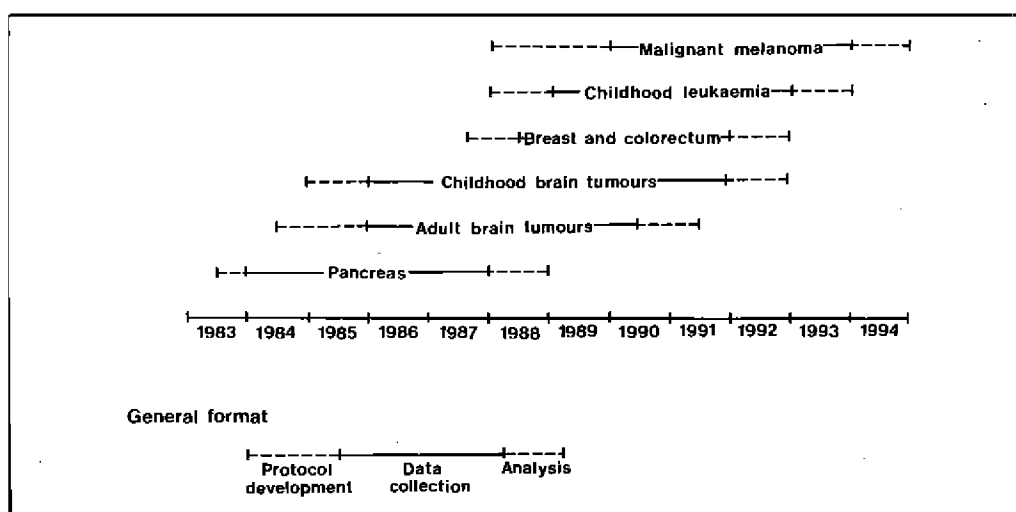 Malignant melanoma
Childhood leukaemia
Breast and colorectum
Childhood brain tumours
Adult brain tumours
Pancreas
1983 1984 1985 1986 1987 1988 1989 1990 1991 1992 1993 1994
General format
Protocol development
Data collection
Analysis